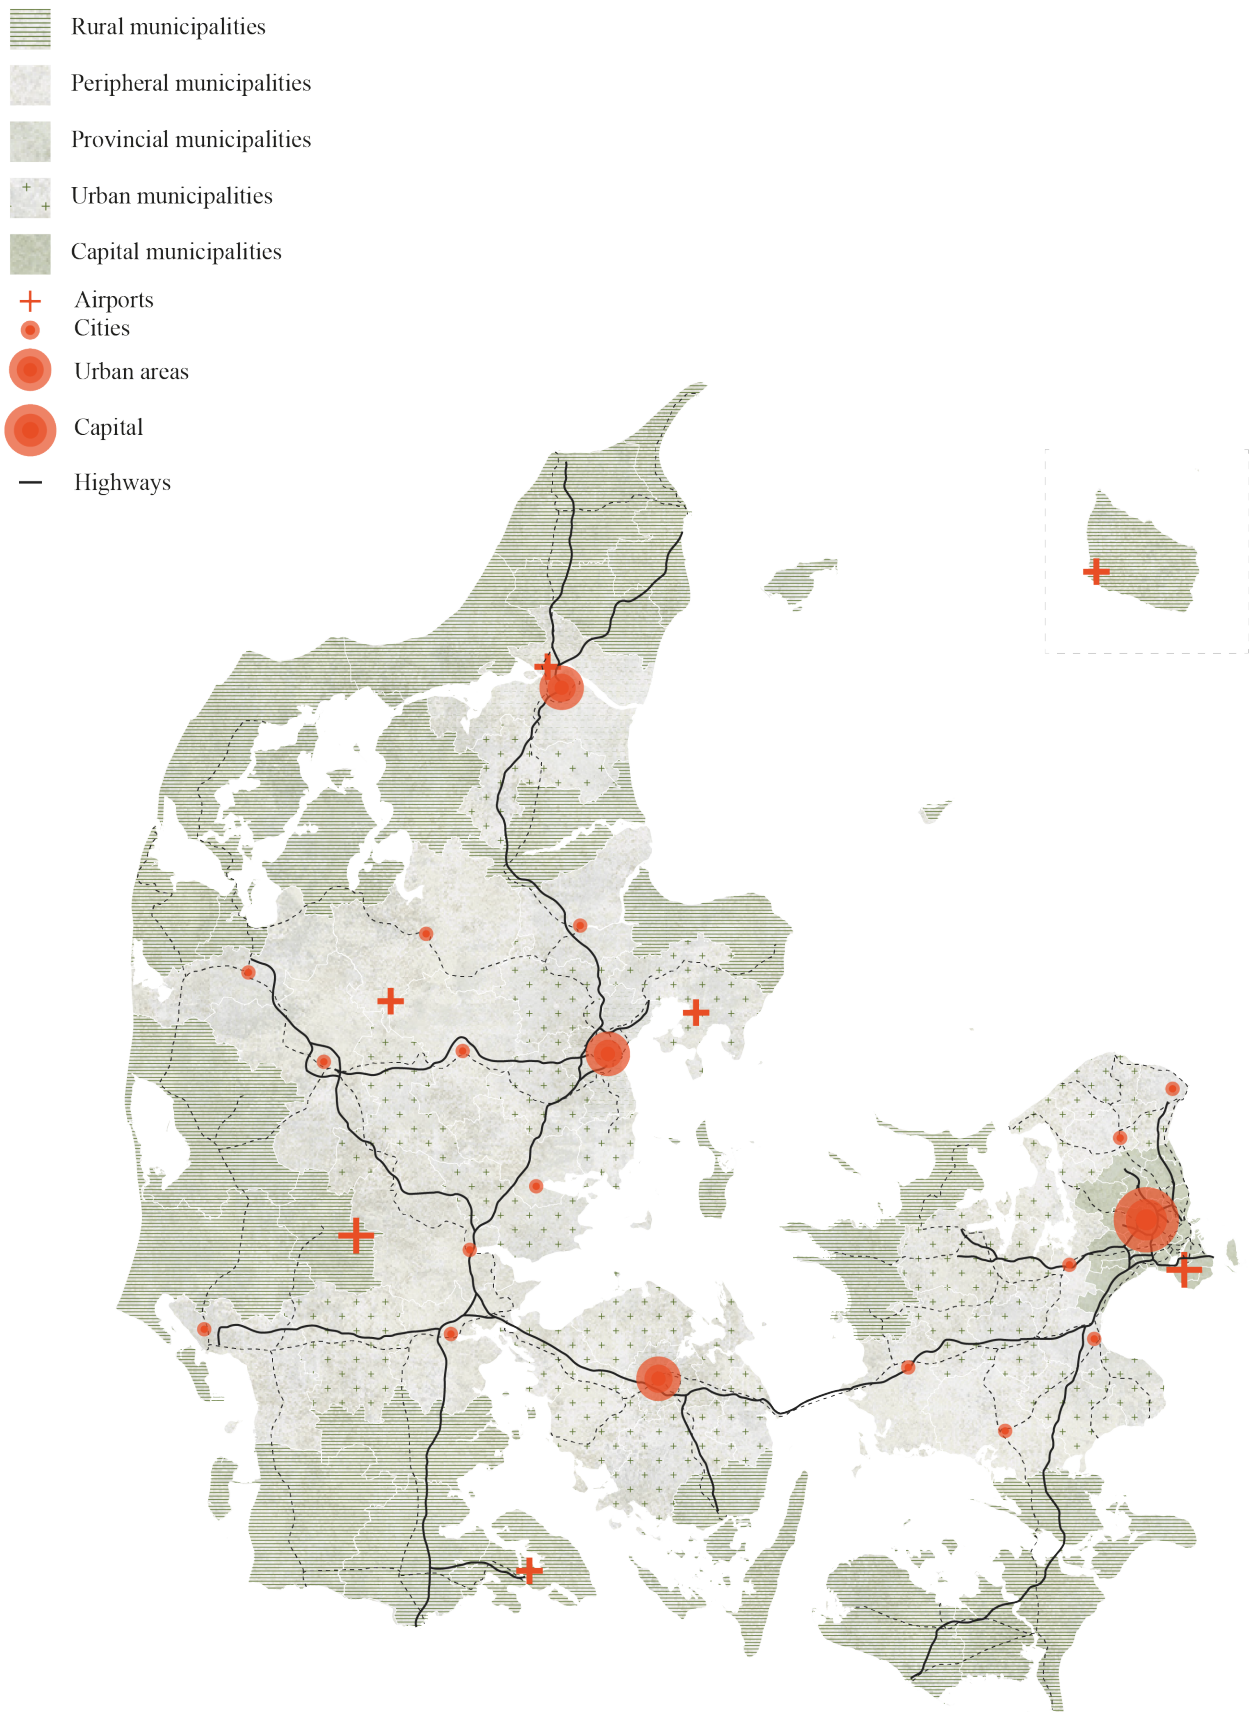 Rural municipalities
Peripheral municipalities
Provincial municipalities
Urban municipalities
Capital municipalities
Airports
Cities
Urban areas
Capital
Highways